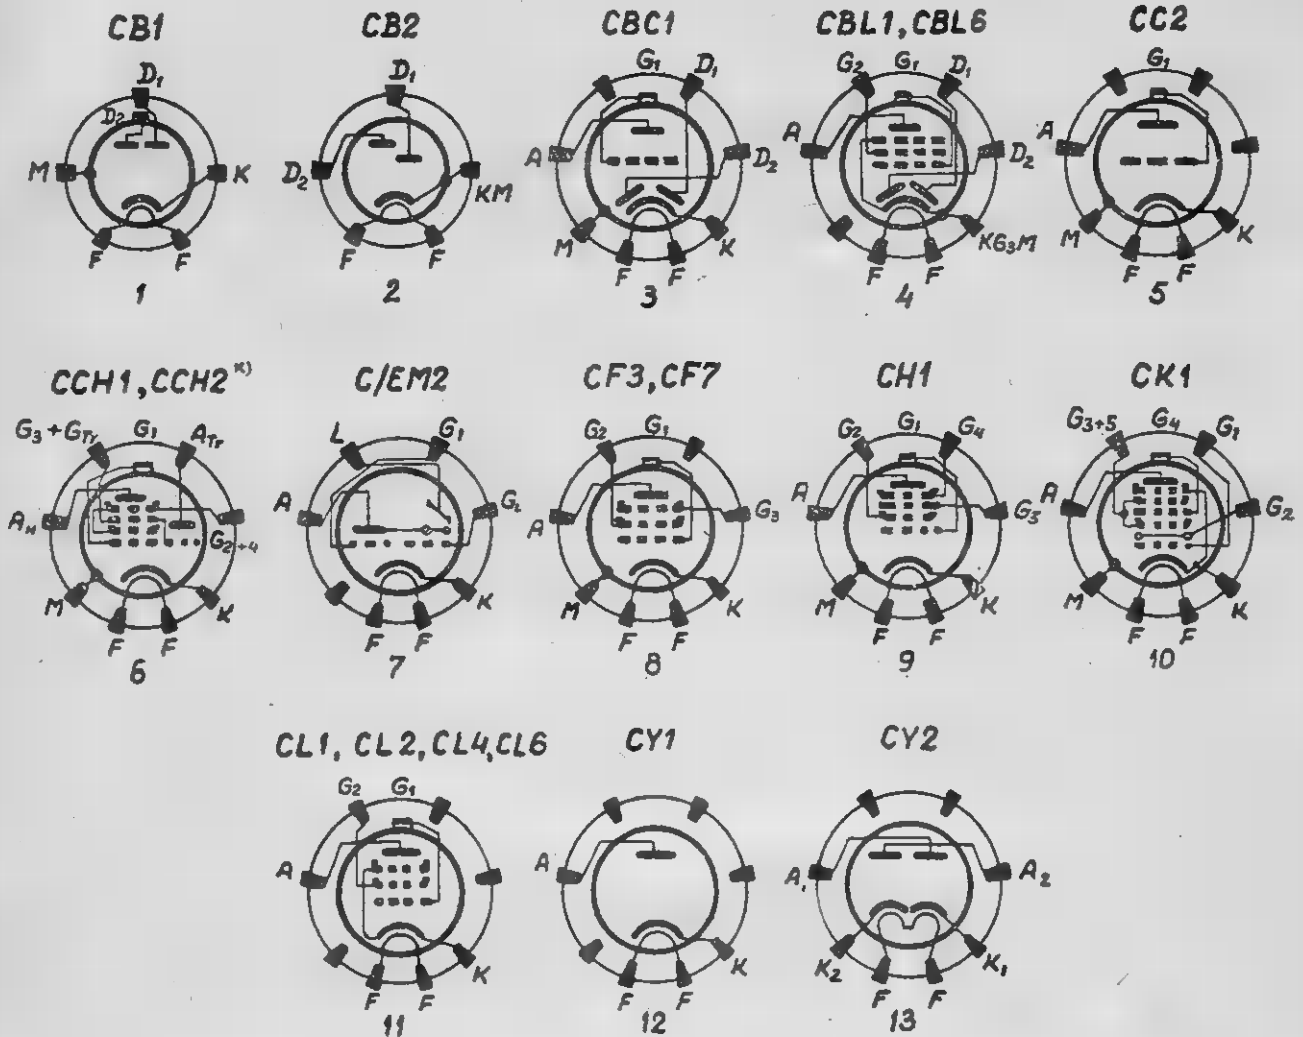 CB1
D₁
D₂
M
K
F
F
1
CB2
D₁
D₂
KM
F
F
2
CBC1
G₁
D₁
A
D₂
M
K
F
F
3
CBL1, CBL6
G₂
G₁
D₁
A
D₂
KG₃M
F
F
4
CC2
G₁
A
M
K
F
F
5
CCH1, CCH2 x)
G₃+G_Tr
G₁
A_Tr
A_H
G₂₊₄
M
K
F
F
6
C/EM2
L
G₁
A
G₂
K
F
F
7
CF3, CF7
G₂
G₁
A
G₃
M
K
F
F
8
CH1
G₂
G₁
G₄
A
G₃
M
K
F
F
9
CK1
G₃₊₅
G₄
G₁
A
G₂
M
K
F
F
10
CL1, CL2, CL4, CL6
G₂
G₁
A
K
F
F
11
CY1
A
K
F
F
12
CY2
A₁
A₂
K₂
K₁
F
F
13